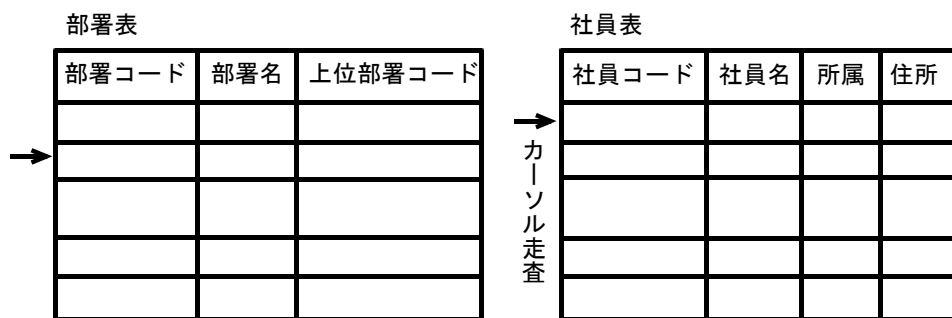 部署表
部署コード 部署名 上位部署コード
社員表
社員コード 社員名 所属 住所
カーソル走査